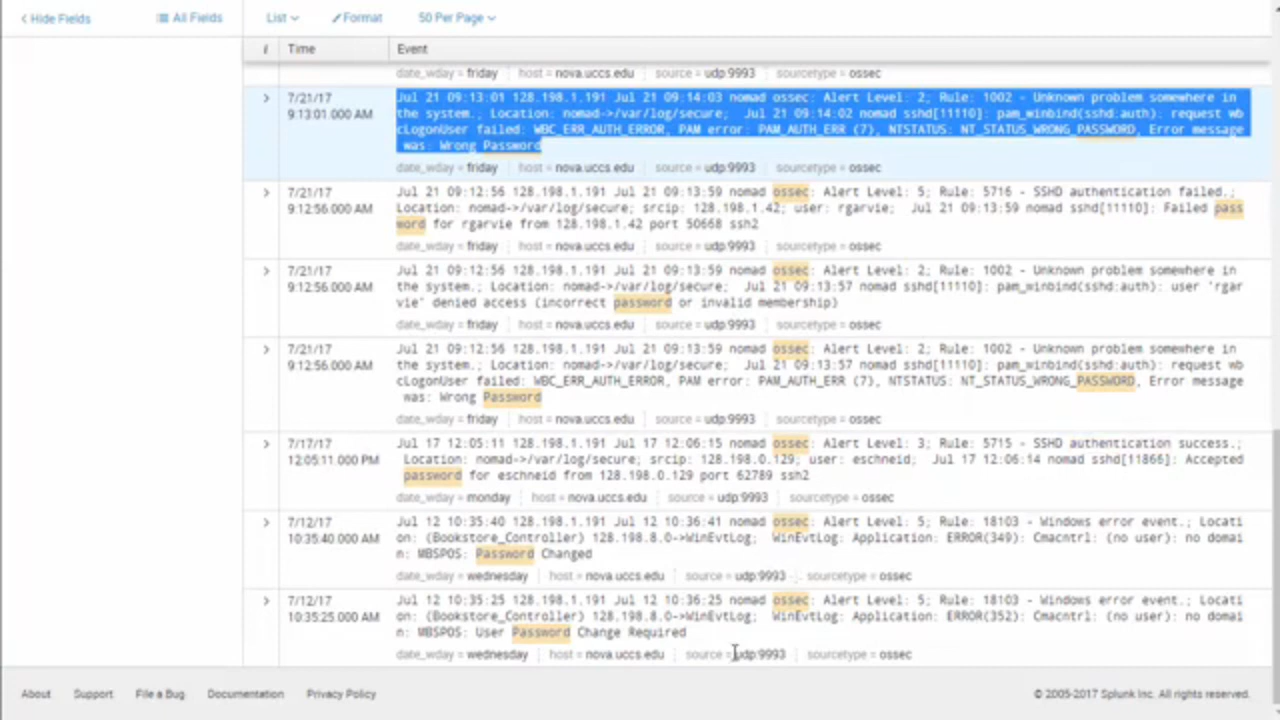 Hide Fields
All Fields
List
Format
50 Per Page
i
Time
Event
date_wday = friday host = nova.uccs.edu source = udp:9993 sourcetype = ossec
7/21/17
9:13:01.000 AM
Jul 21 09:13:01 128.198.1.191 Jul 21 09:14:03 nomad ossec: Alert Level: 2; Rule: 1002 - Unknown problem somewhere in
the system.; Location: nomad->/var/log/secure; Jul 21 09:14:02 nomad sshd[11110]: pam_winbind(sshd:auth): request wb
cLogonUser failed: WBC_ERR_AUTH_ERROR, PAM error: PAM_AUTH_ERR (7), NTSTATUS: NT_STATUS_WRONG_PASSWORD, Error message
was: Wrong Password
date_wday = friday host = nova.uccs.edu source = udp:9993 sourcetype = ossec
7/21/17
9:12:56.000 AM
Jul 21 09:12:56 128.198.1.191 Jul 21 09:13:59 nomad ossec: Alert Level: 5; Rule: 5716 - SSHD authentication failed.;
Location: nomad->/var/log/secure; srcip: 128.198.1.42; user: rgarvie; Jul 21 09:13:59 nomad sshd[11110]: Failed pass
word for rgarvie from 128.198.1.42 port 50668 ssh2
date_wday = friday host = nova.uccs.edu source = udp:9993 sourcetype = ossec
7/21/17
9:12:56.000 AM
Jul 21 09:12:56 128.198.1.191 Jul 21 09:13:59 nomad ossec: Alert Level: 2; Rule: 1002 - Unknown problem somewhere in
the system.; Location: nomad->/var/log/secure; Jul 21 09:13:57 nomad sshd[11110]: pam_winbind(sshd:auth): user 'rgar
vie' denied access (incorrect password or invalid membership)
date_wday = friday host = nova.uccs.edu source = udp:9993 sourcetype = ossec
7/21/17
9:12:56.000 AM
Jul 21 09:12:56 128.198.1.191 Jul 21 09:13:59 nomad ossec: Alert Level: 2; Rule: 1002 - Unknown problem somewhere in
the system.; Location: nomad->/var/log/secure; Jul 21 09:13:57 nomad sshd[11110]: pam_winbind(sshd:auth): request wb
cLogonUser failed: WBC_ERR_AUTH_ERROR, PAM error: PAM_AUTH_ERR (7), NTSTATUS: NT_STATUS_WRONG_PASSWORD, Error message
was: Wrong Password
date_wday = friday host = nova.uccs.edu source = udp:9993 sourcetype = ossec
7/17/17
12:05:11.000 PM
Jul 17 12:05:11 128.198.1.191 Jul 17 12:06:15 nomad ossec: Alert Level: 3; Rule: 5715 - SSHD authentication success.;
Location: nomad->/var/log/secure; srcip: 128.198.0.129; user: eschneid; Jul 17 12:06:14 nomad sshd[11866]: Accepted
password for eschneid from 128.198.0.129 port 62789 ssh2
date_wday = monday host = nova.uccs.edu source = udp:9993 sourcetype = ossec
7/12/17
10:35:40.000 AM
Jul 12 10:35:40 128.198.1.191 Jul 12 10:36:41 nomad ossec: Alert Level: 5; Rule: 18103 - Windows error event.; Locati
on: (Bookstore_Controller) 128.198.8.0->WinEvtLog; WinEvtLog: Application: ERROR(349): Cmacntrl: (no user): no domai
n: MBSPOS: Password Changed
date_wday = wednesday host = nova.uccs.edu source = udp:9993 sourcetype = ossec
7/12/17
10:35:25.000 AM
Jul 12 10:35:25 128.198.1.191 Jul 12 10:36:25 nomad ossec: Alert Level: 5; Rule: 18103 - Windows error event.; Locati
on: (Bookstore_Controller) 128.198.8.0->WinEvtLog; WinEvtLog: Application: ERROR(352): Cmacntrl: (no user): no domai
n: MBSPOS: User Password Change Required
date_wday = wednesday host = nova.uccs.edu source = udp:9993 sourcetype = ossec
About Support File a Bug Documentation Privacy Policy
© 2005-2017 Splunk Inc. All rights reserved.